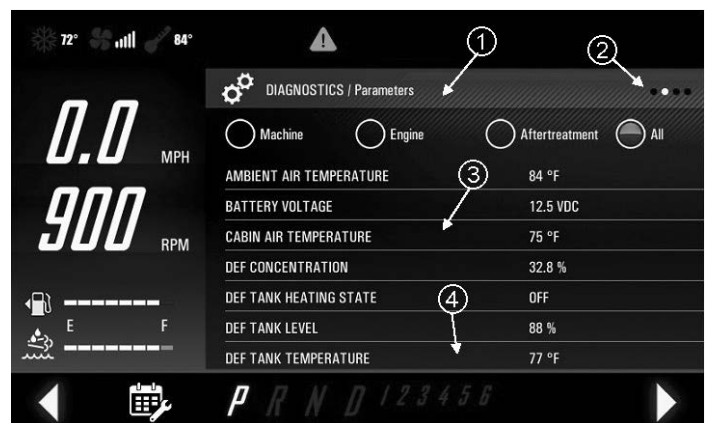 72° 84°
1
2
DIAGNOSTICS / Parameters
Machine Engine Aftertreatment All
0.0 MPH
3
AMBIENT AIR TEMPERATURE 84 °F
BATTERY VOLTAGE 12.5 VDC
900 RPM
CABIN AIR TEMPERATURE 75 °F
DEF CONCENTRATION 32.8 %
4
DEF TANK HEATING STATE OFF
E F
DEF TANK LEVEL 88 %
DEF TANK TEMPERATURE 77 °F
P R N D 1 2 3 4 5 6